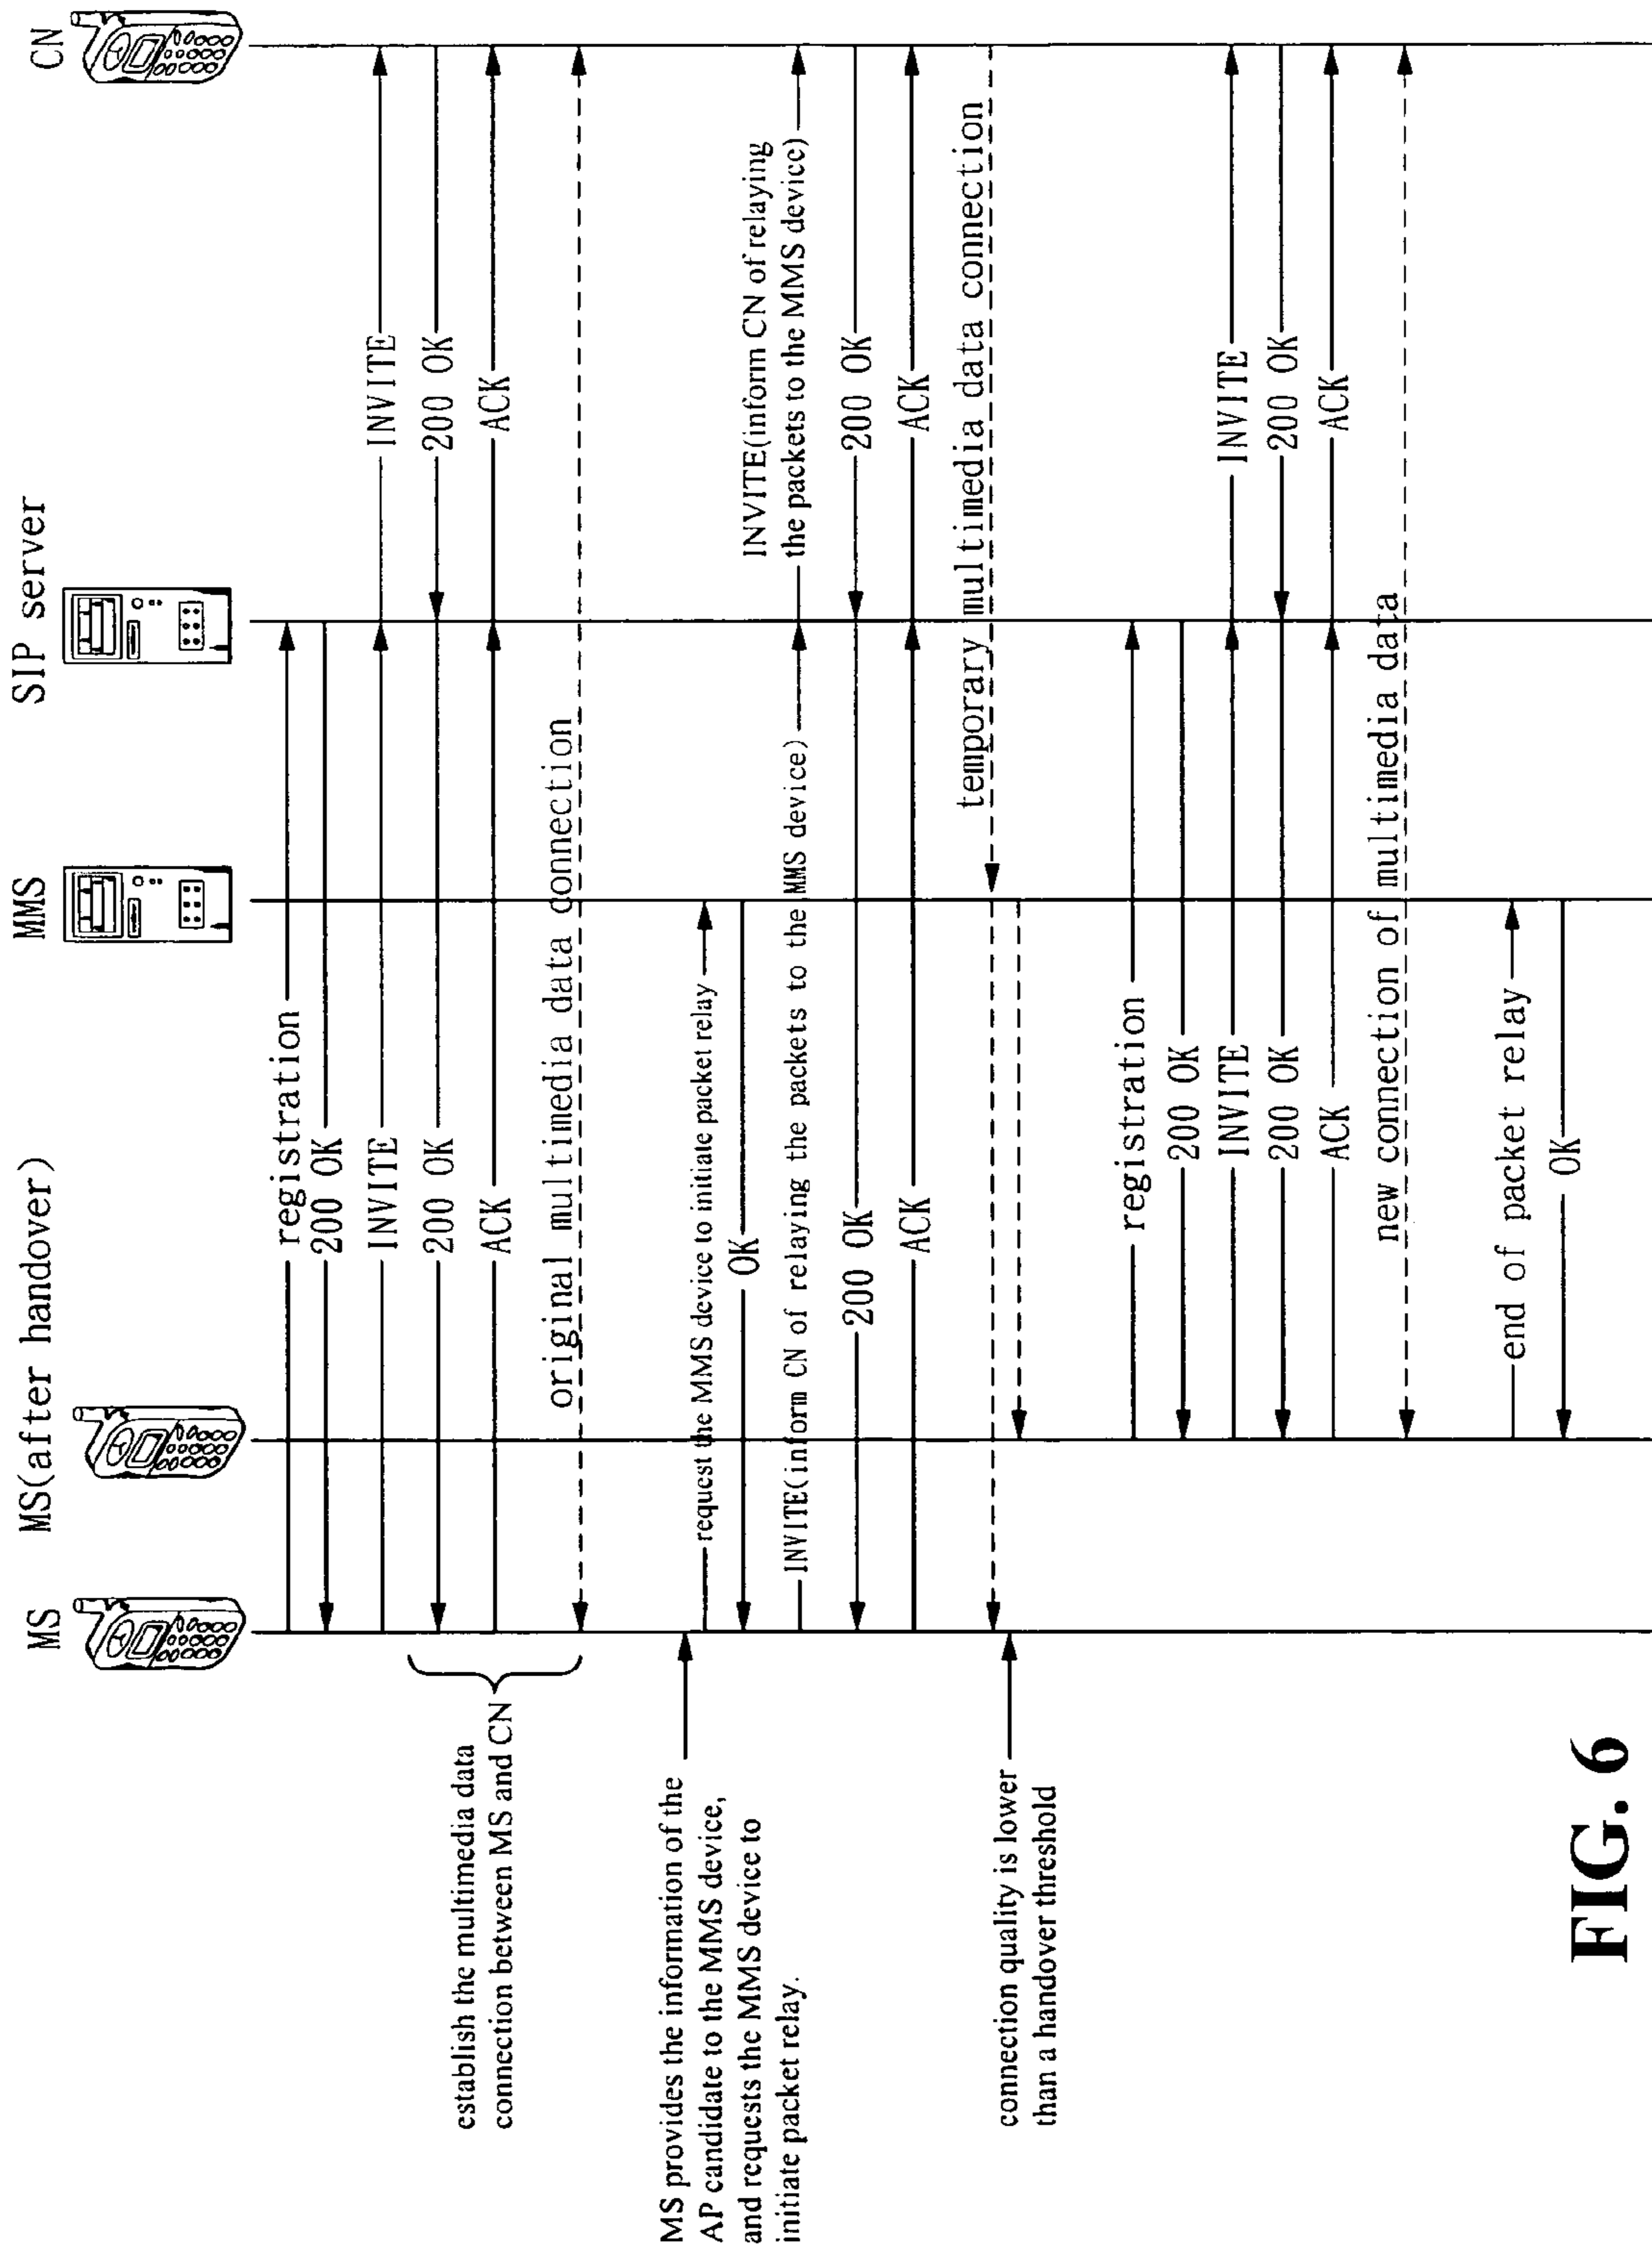 MS
MS(after handover)
MMS
SIP server
CN
registration
200 OK
INVITE
INVITE
200 OK
200 OK
ACK
ACK
establish the multimedia data
connection between MS and CN
original multimedia data connection
MS provides the information of the
AP candidate to the MMS device,
and requests the MMS device to
initiate packet relay.
request the MMS device to initiate packet relay
OK
INVITE(inform CN of relaying the packets to the MMS device)
INVITE(inform CN of relaying
the packets to the MMS device)
200 OK
200 OK
ACK
ACK
temporary multimedia data connection
connection quality is lower
than a handover threshold
registration
200 OK
INVITE
INVITE
200 OK
200 OK
ACK
ACK
new connection of multimedia data
end of packet relay
OK
FIG. 6